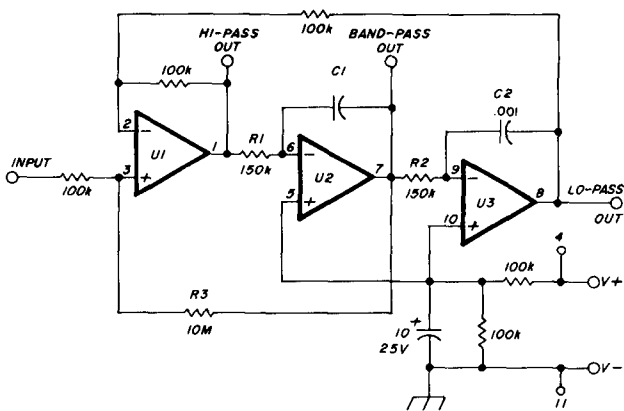 100k
HI-PASS
OUT
BAND-PASS
OUT
100k
C1
C2
.001
2
-
U1
1
R1
150k
6
-
U2
7
R2
150k
9
-
U3
8
LO-PASS
OUT
INPUT
100k
3
+
5
+
10
+
4
R3
10M
100k
V+
+
10
25V
100k
V-
11